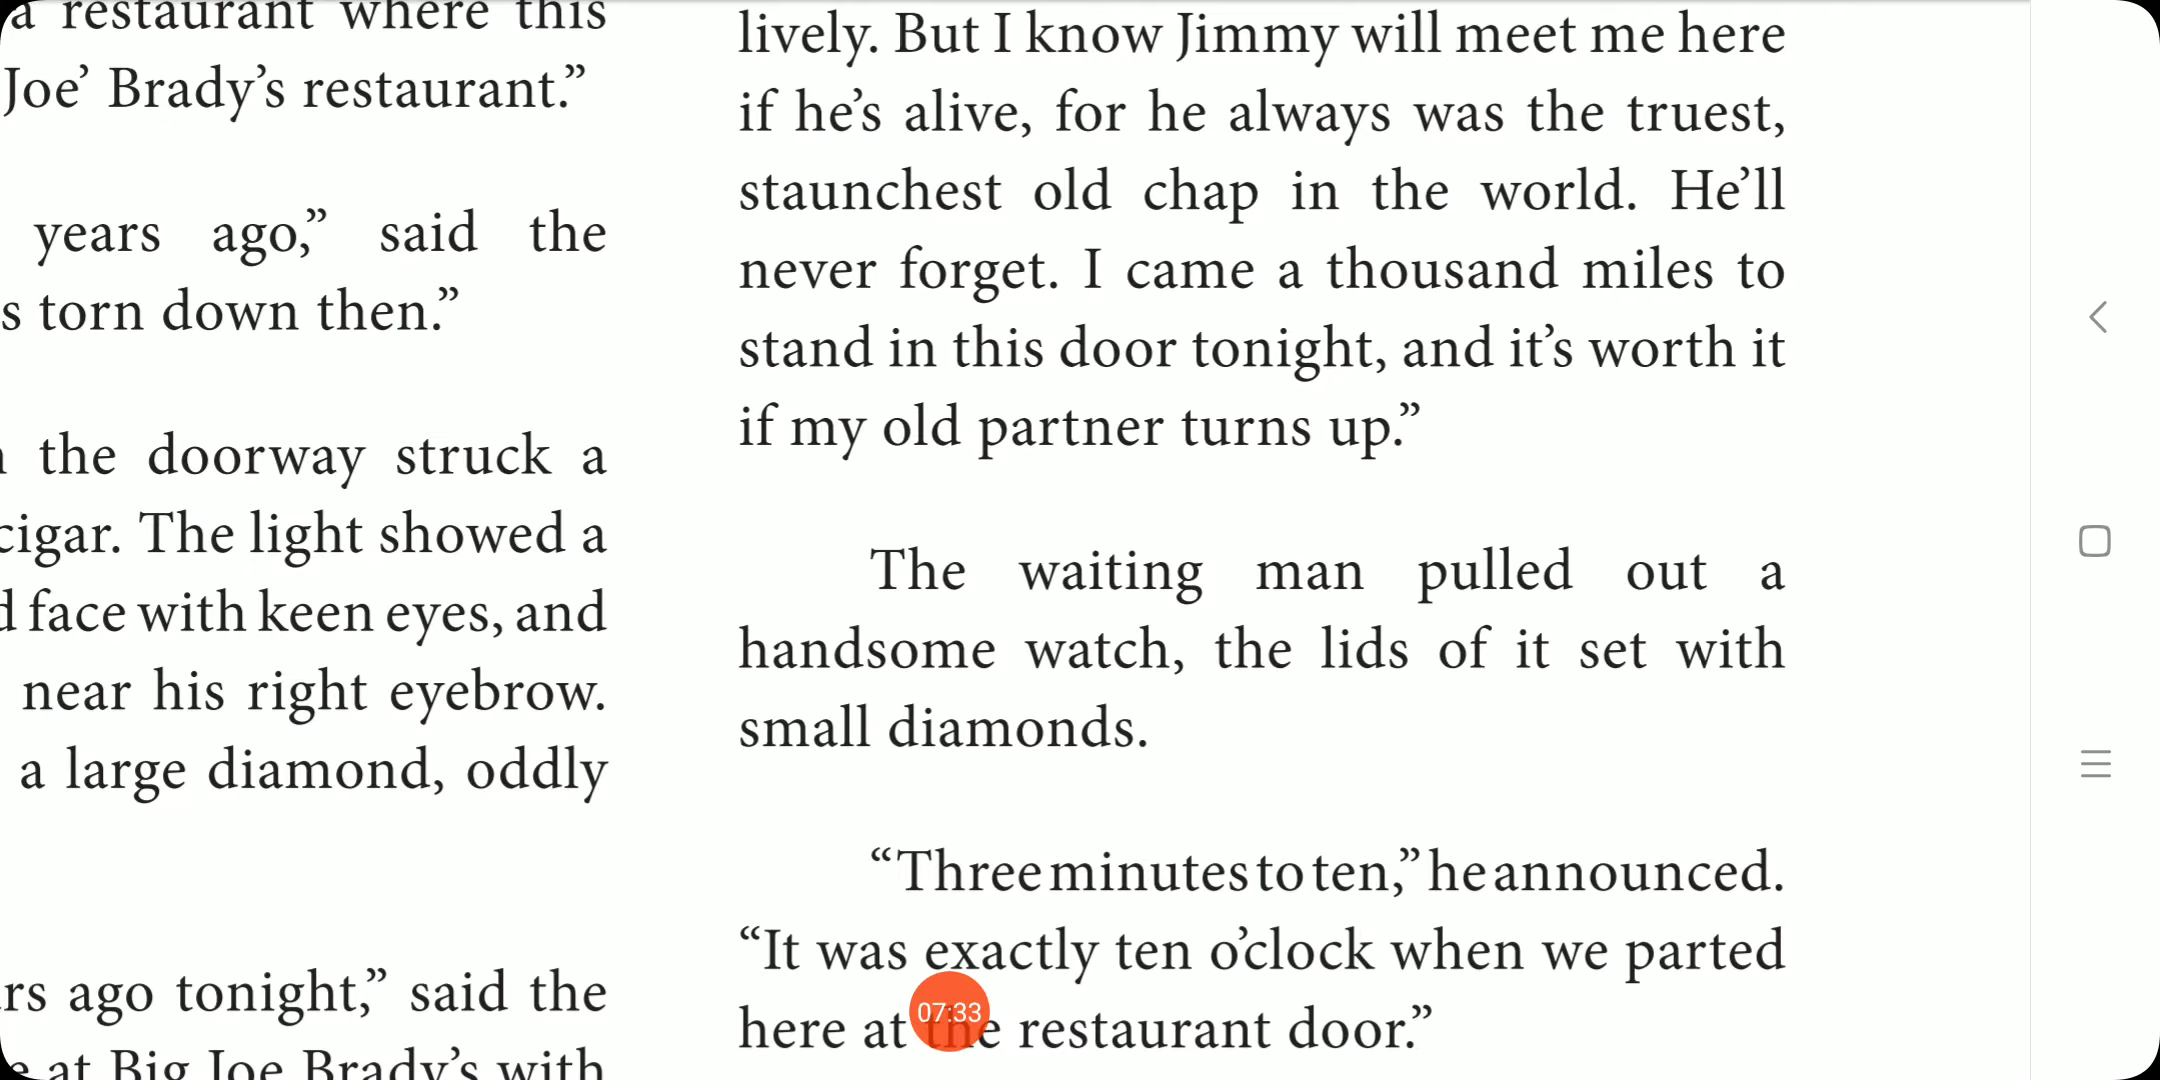 a restaurant where this
Joe’ Brady’s restaurant.”
years ago,” said the
s torn down then.”
the doorway struck a
cigar. The light showed a
d face with keen eyes, and
near his right eyebrow.
a large diamond, oddly
rs ago tonight,” said the
e at Big Joe Brady’s with
lively. But I know Jimmy will meet me here
if he’s alive, for he always was the truest,
staunchest old chap in the world. He’ll
never forget. I came a thousand miles to
stand in this door tonight, and it’s worth it
if my old partner turns up.”
The waiting man pulled out a
handsome watch, the lids of it set with
small diamonds.
“Three minutes to ten,” he announced.
“It was exactly ten o’clock when we parted
here at the restaurant door.”
07:33